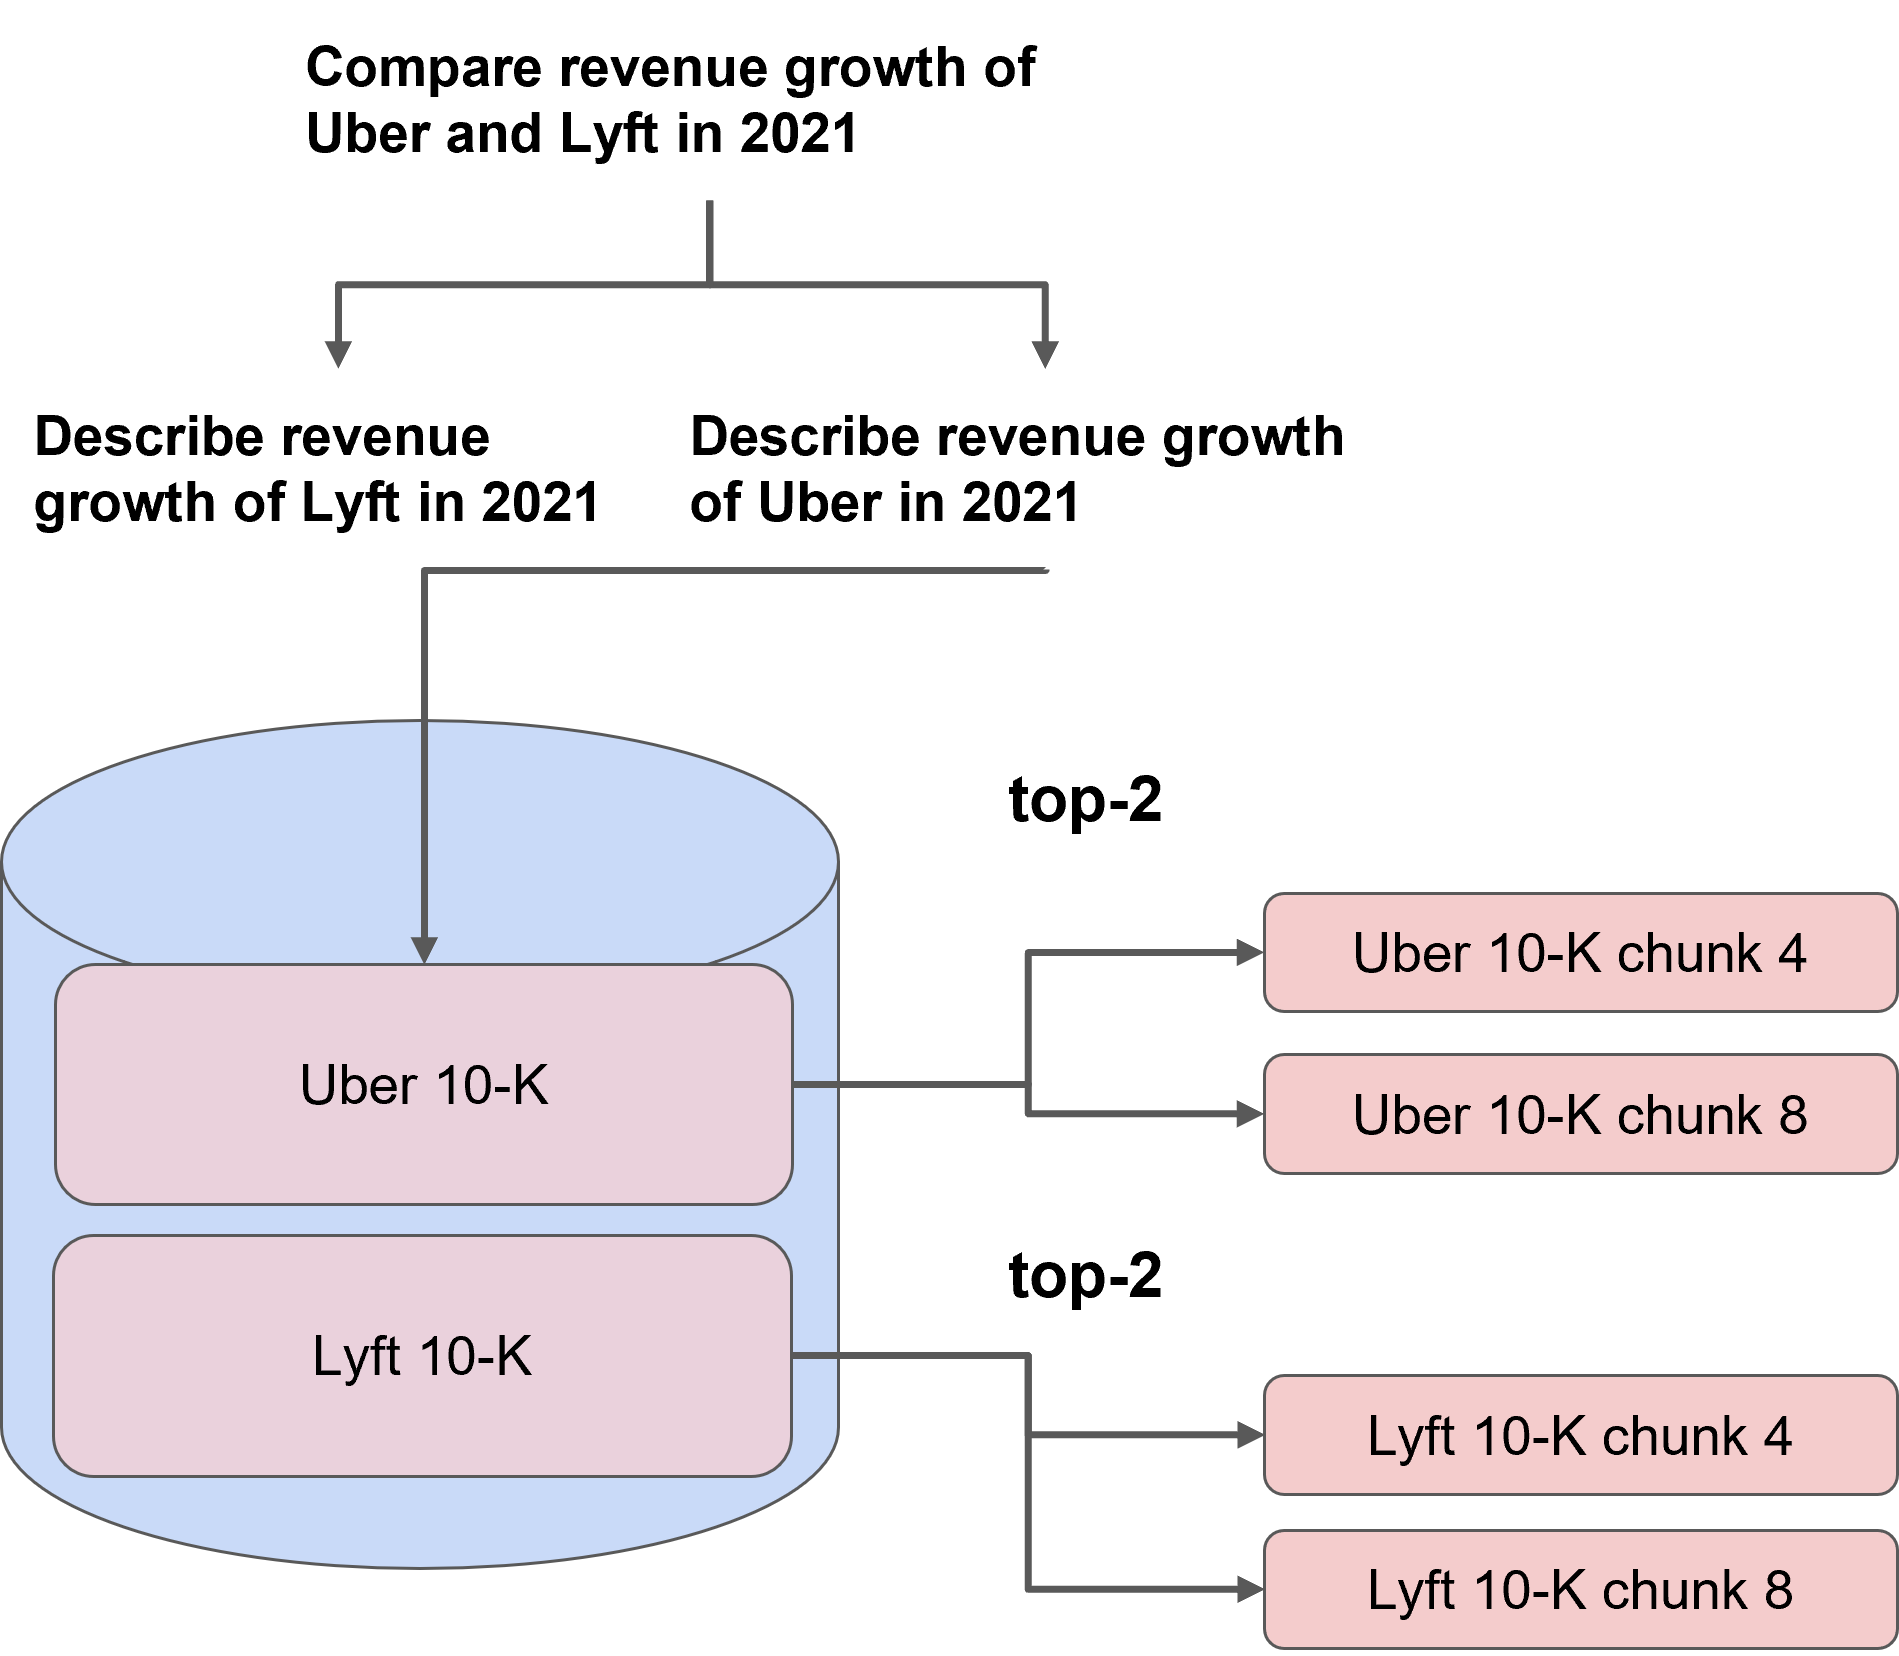 Compare revenue growth of
Uber and Lyft in 2021
Describe revenue
growth of Lyft in 2021
Describe revenue growth
of Uber in 2021
top-2
Uber 10-K chunk 4
Uber 10-K
Uber 10-K chunk 8
top-2
Lyft 10-K
Lyft 10-K chunk 4
Lyft 10-K chunk 8